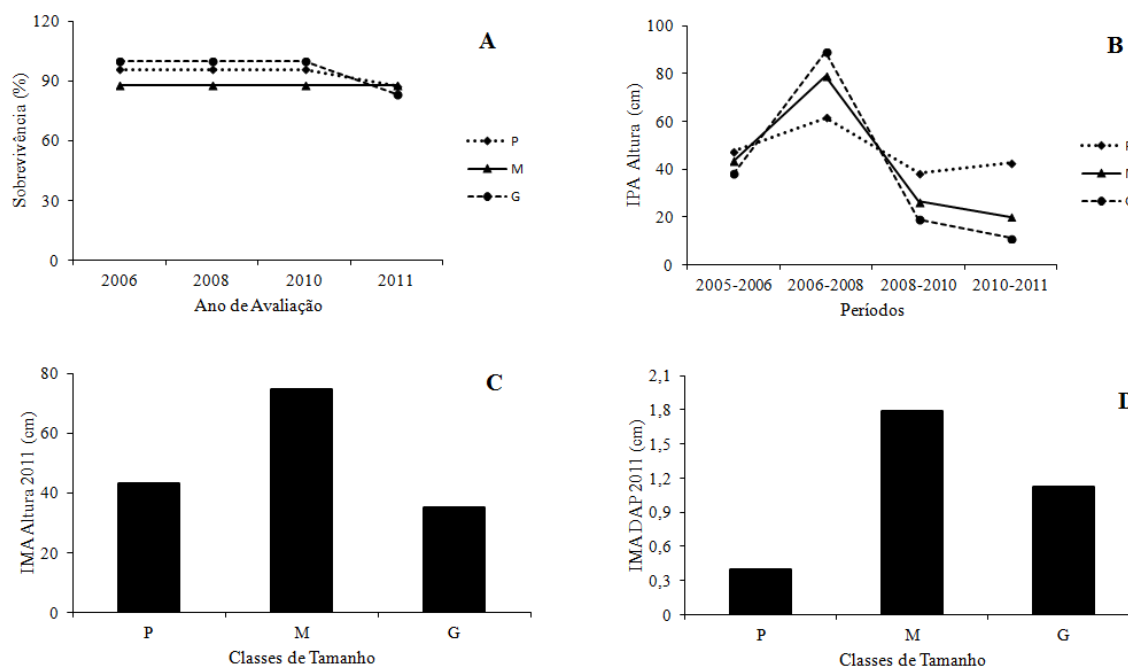 A
Sobrevivência (%)
120
90
60
30
0
2006 2008 2010 2011
Ano de Avaliação
P
M
G
B
IPA Altura (cm)
100
80
60
40
20
0
2005-2006 2006-2008 2008-2010 2010-2011
Períodos
C
IMA Altura 2011 (cm)
80
60
40
20
0
P M G
Classes de Tamanho
IMA DAP 2011 (cm)
2,1
1,8
1,5
1,2
0,9
0,6
0,3
0
P M G
Classes de Tamanho